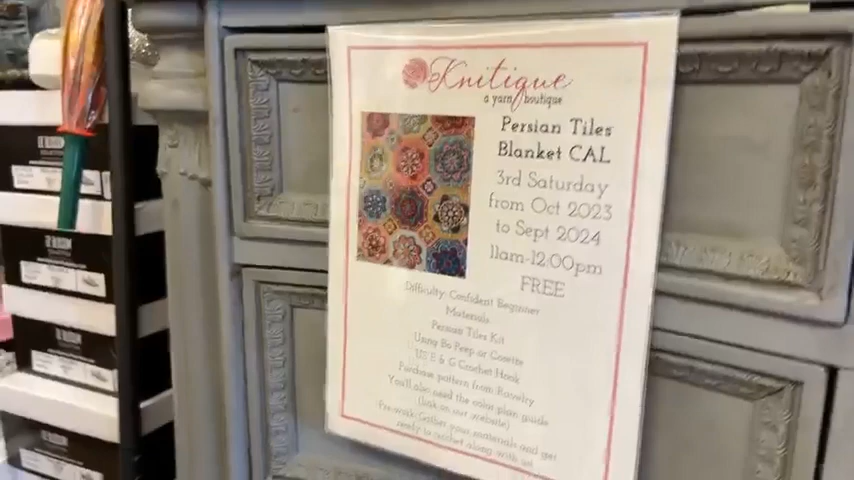 Knitique
a yarn boutique
Persian Tiles
Blanket CAL
3rd Saturday
from Oct 2023
to Sept 2024
11am-12:00pm
FREE
Difficulty: Confident Beginner
Materials:
Persian Tiles Kit
Using Bo Peep or Cosette
US E & G Crochet Hook
Purchase pattern from Ravelry
You'll also need the color plan guide
(link on our website)
Pre-work: Gather your materials and get
ready to crochet along with us